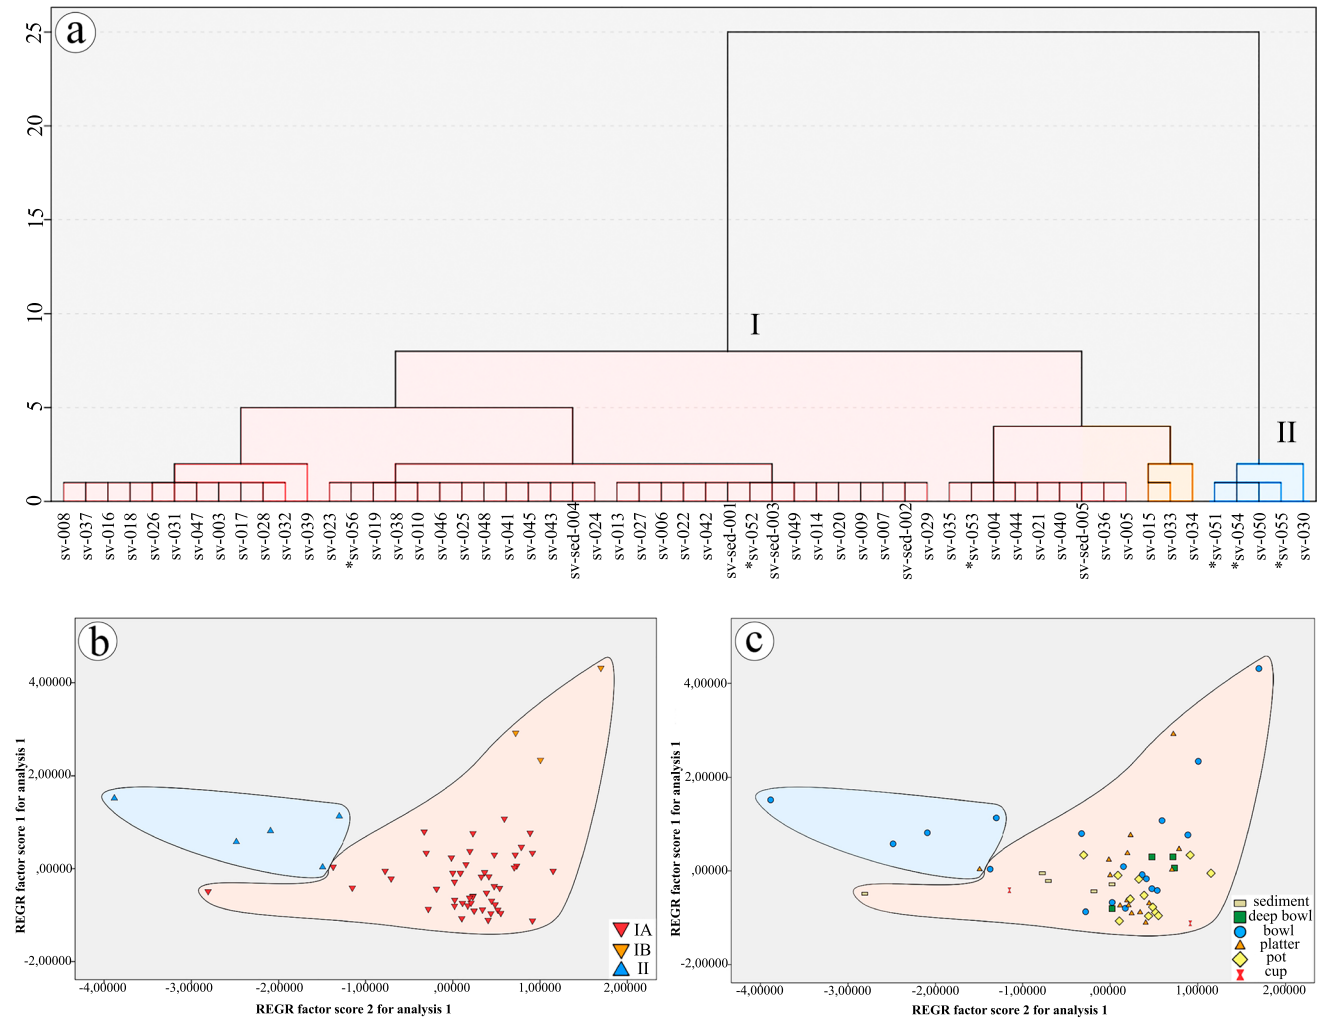 a
25
20
15
10
5
0
I
II
sv-008
sv-037
sv-016
sv-018
sv-026
sv-031
sv-047
sv-003
sv-017
sv-028
sv-032
sv-039
sv-023
*sv-056
sv-019
sv-038
sv-010
sv-046
sv-025
sv-048
sv-041
sv-045
sv-043
sv-sed-004
sv-024
sv-013
sv-027
sv-006
sv-022
sv-042
sv-sed-001
*sv-052
sv-sed-003
sv-049
sv-014
sv-020
sv-009
sv-007
sv-sed-002
sv-029
sv-035
*sv-053
sv-004
sv-044
sv-021
sv-040
sv-sed-005
sv-036
sv-005
sv-015
sv-033
sv-034
*sv-051
*sv-054
sv-050
*sv-055
sv-030
b
REGR factor score 1 for analysis 1
4,00000
2,00000
,00000
-2,00000
IA
IB
II
-4,00000 -3,00000 -2,00000 -1,00000 ,00000 1,00000 2,00000
REGR factor score 2 for analysis 1
c
REGR factor score 1 for analysis 1
4,00000
2,00000
,00000
-2,00000
sediment
deep bowl
bowl
platter
pot
cup
-4,00000 -3,00000 -2,00000 -1,00000 ,00000 1,00000 2,00000
REGR factor score 2 for analysis 1